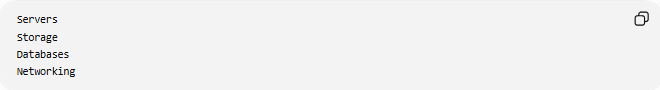 Servers
Storage
Databases
Networking